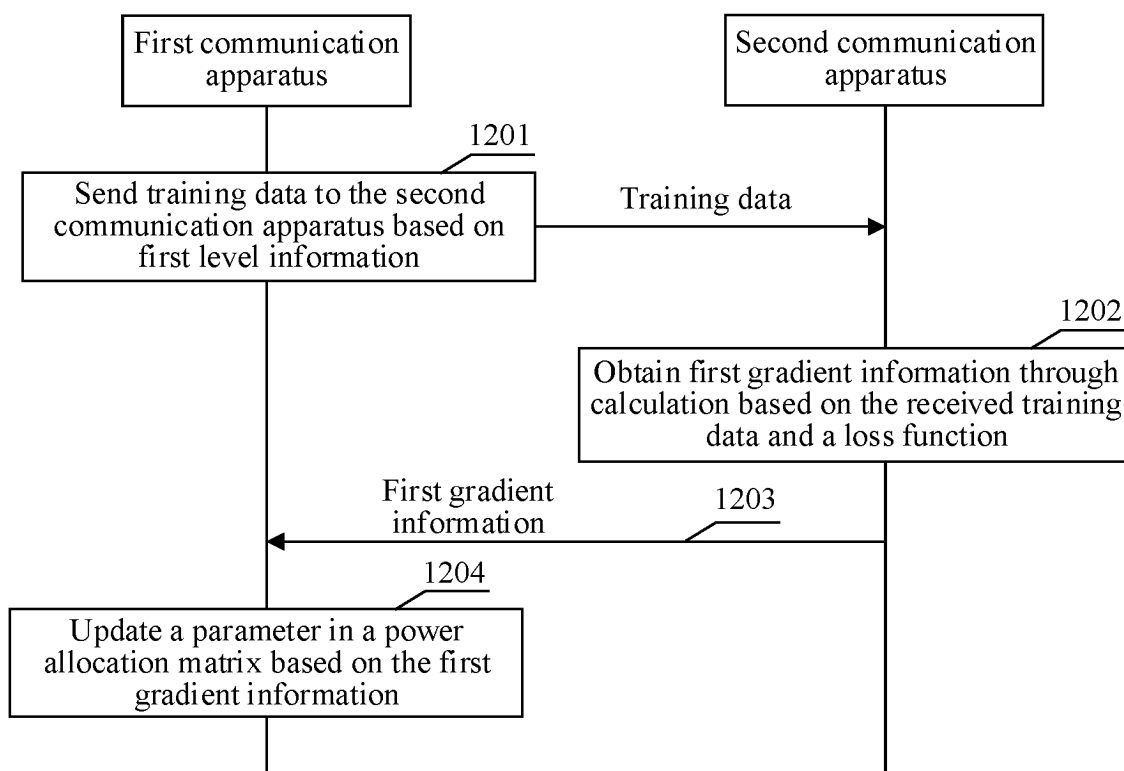 First communication
apparatus
Second communication
apparatus
1201
Send training data to the second
communication apparatus based on
first level information
Training data
1202
Obtain first gradient information through
calculation based on the received training
data and a loss function
First gradient
information
1203
1204
Update a parameter in a power
allocation matrix based on the first
gradient information